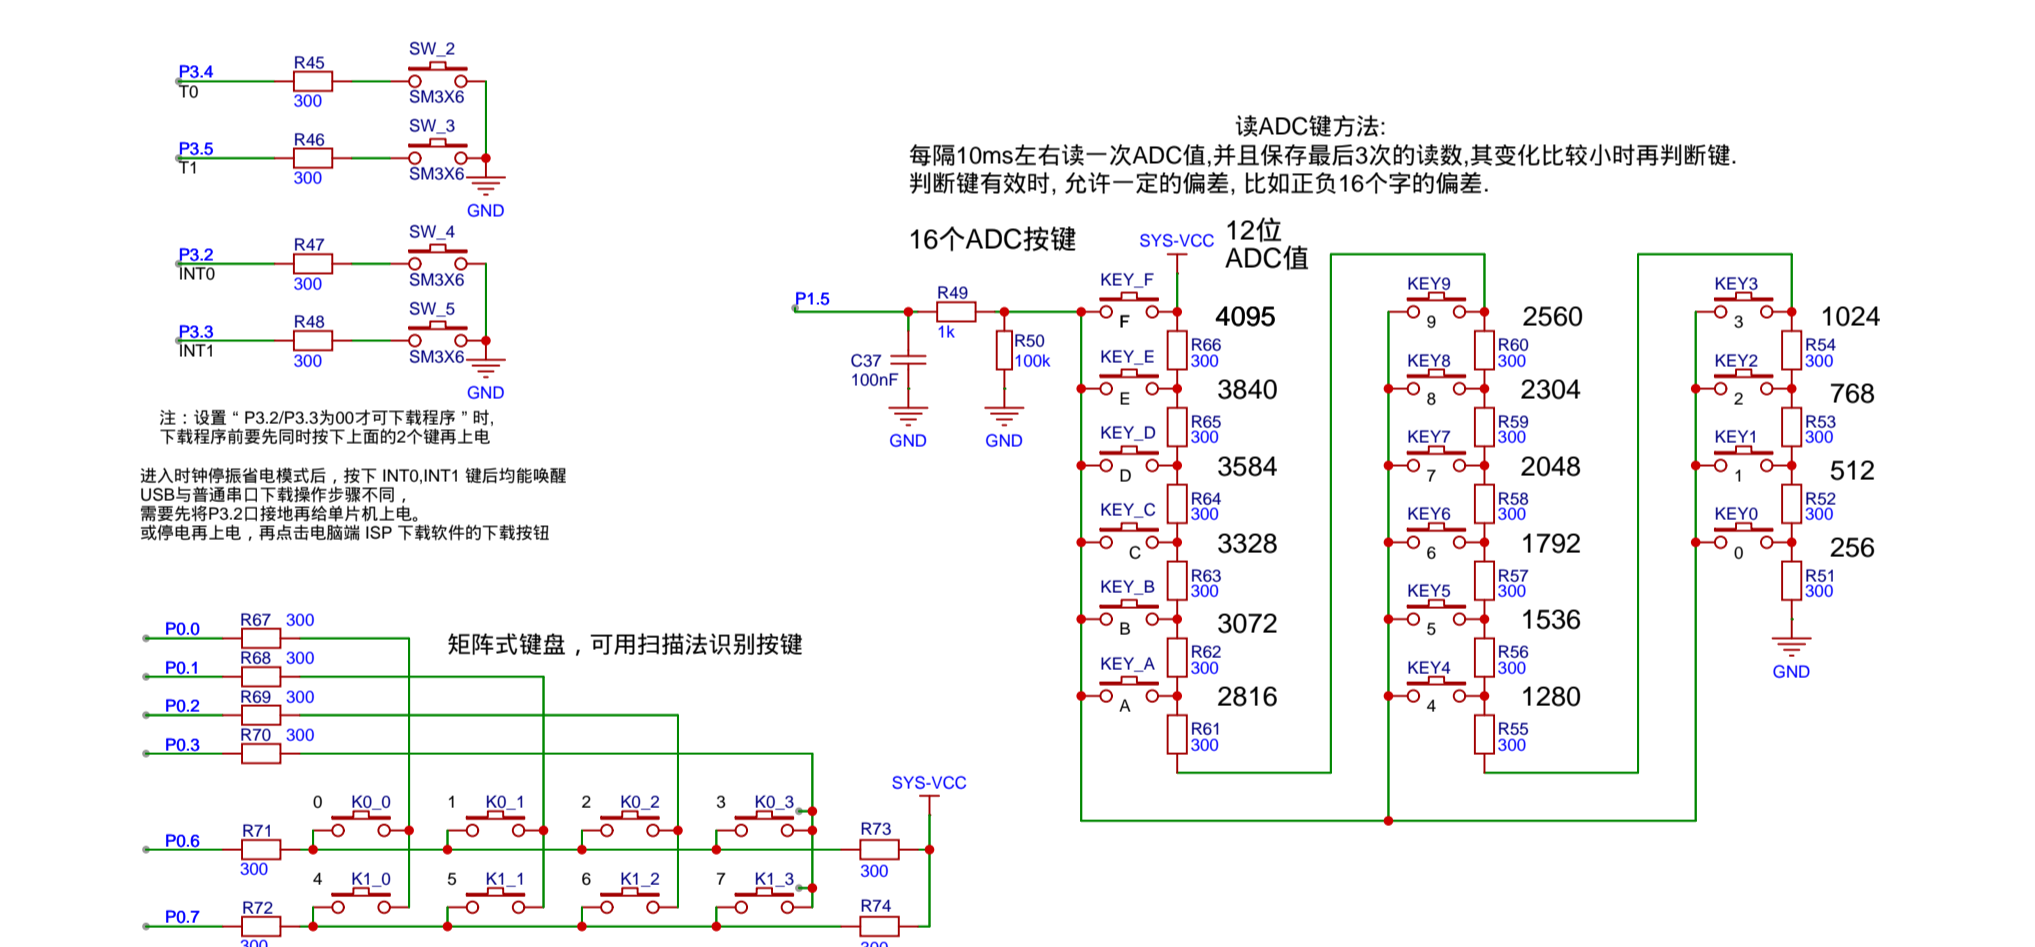 SW_2
P3.4
R45
T0
300
SM3X6
SW_3
P3.5
R46
T1
300
SM3X6
GND
SW_4
P3.2
R47
INT0
300
SM3X6
SW_5
P3.3
R48
INT1
300
SM3X6
GND
注：设置 “ P3.2/P3.3为00才可下载程序 ” 时,
下载程序前要先同时按下上面的2个键再上电
进入时钟停振省电模式后，按下 INT0,INT1 键后均能唤醒
USB与普通串口下载操作步骤不同，
需要先将P3.2口接地再给单片机上电。
或停电再上电，再点击电脑端 ISP 下载软件的下载按钮
读ADC键方法:
每隔10ms左右读一次ADC值,并且保存最后3次的读数,其变化比较小时再判断键.
判断键有效时, 允许一定的偏差, 比如正负16个字的偏差.
16个ADC按键
SYS-VCC
12位
ADC值
P1.5
R49
1k
C37
100nF
R50
100k
GND
GND
KEY_F
F
4095
R66
300
KEY_E
E
3840
R65
300
KEY_D
D
3584
R64
300
KEY_C
C
3328
R63
300
KEY_B
B
3072
R62
300
KEY_A
A
2816
R61
300
KEY9
9
2560
R60
300
KEY8
8
2304
R59
300
KEY7
7
2048
R58
300
KEY6
6
1792
R57
300
KEY5
5
1536
R56
300
KEY4
4
1280
R55
300
KEY3
3
1024
R54
300
KEY2
2
768
R53
300
KEY1
1
512
R52
300
KEY0
0
256
R51
300
GND
矩阵式键盘，可用扫描法识别按键
P0.0
R67
300
P0.1
R68
300
P0.2
R69
300
P0.3
R70
300
SYS-VCC
0
K0_0
1
K0_1
2
K0_2
3
K0_3
P0.6
R71
300
R73
300
4
K1_0
5
K1_1
6
K1_2
7
K1_3
P0.7
R72
300
R74
300